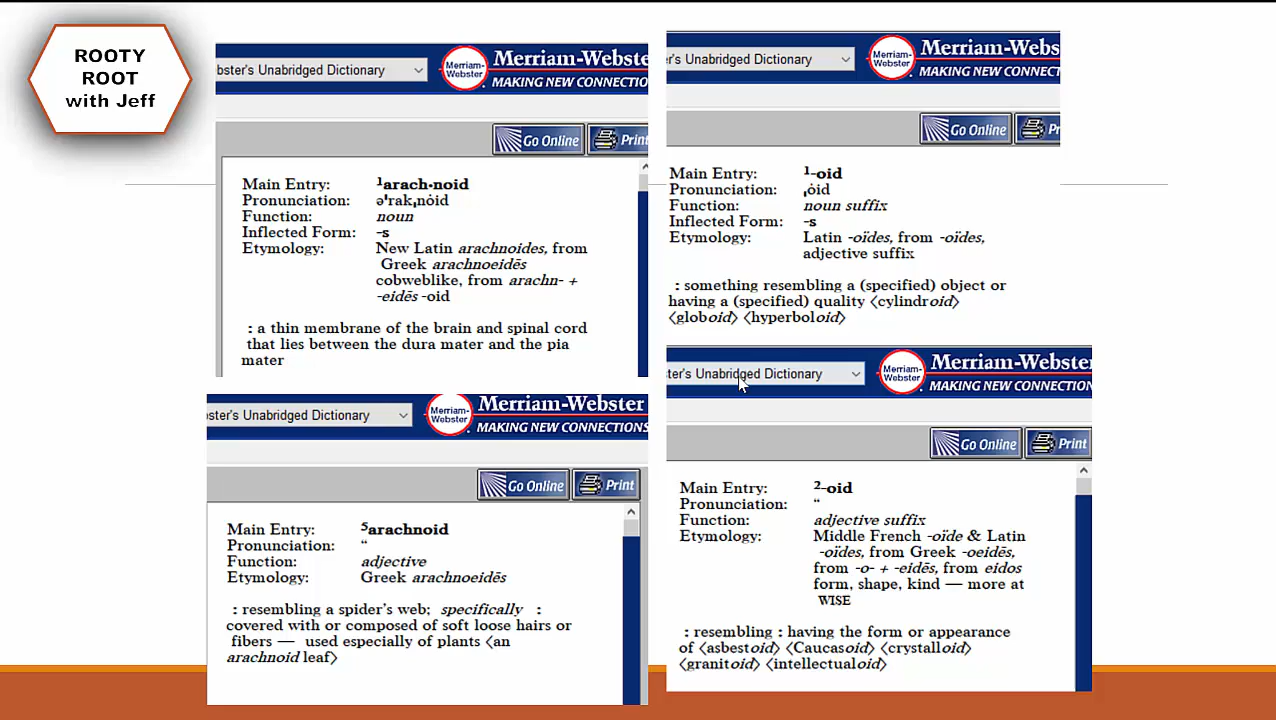 ROOTY
ROOT
with Jeff
bster's Unabridged Dictionary
Merriam-Webster
Merriam-Webste
MAKING NEW CONNECTIO
Go Online
Print
Main Entry: ¹arach·noid
Pronunciation: əˈrakˌnȯid
Function: noun
Inflected Form: -s
Etymology: New Latin arachnoides, from
Greek arachnoeidēs
cobweblike, from arachn- +
-eidēs -oid
: a thin membrane of the brain and spinal cord
that lies between the dura mater and the pia
mater
er's Unabridged Dictionary
Merriam-Webster
Merriam-Webs
MAKING NEW CONNECTIO
Go Online
Pr
Main Entry: ¹-oid
Pronunciation: ˌȯid
Function: noun suffix
Inflected Form: -s
Etymology: Latin -oïdes, from -oïdes,
adjective suffix
: something resembling a (specified) object or
having a (specified) quality ⟨cylindroid⟩
⟨globoid⟩ ⟨hyperboloid⟩
ster's Unabridged Dictionary
Merriam-Webster
Merriam-Webster
MAKING NEW CONNECTIONS
Go Online
Print
Main Entry: ⁵arachnoid
Pronunciation: “
Function: adjective
Etymology: Greek arachnoeidēs
: resembling a spider's web; specifically :
covered with or composed of soft loose hairs or
fibers — used especially of plants ⟨an
arachnoid leaf⟩
ter's Unabridged Dictionary
Merriam-Webster
Merriam-Webster
MAKING NEW CONNECTIONS
Go Online
Print
Main Entry: ²-oid
Pronunciation: “
Function: adjective suffix
Etymology: Middle French -oïde & Latin
-oïdes, from Greek -oeidēs,
from -o- + -eidēs, from eidos
form, shape, kind — more at
WISE
: resembling : having the form or appearance
of ⟨asbestoid⟩ ⟨Caucasoid⟩ ⟨crystalloid⟩
⟨granitoid⟩ ⟨intellectualoid⟩